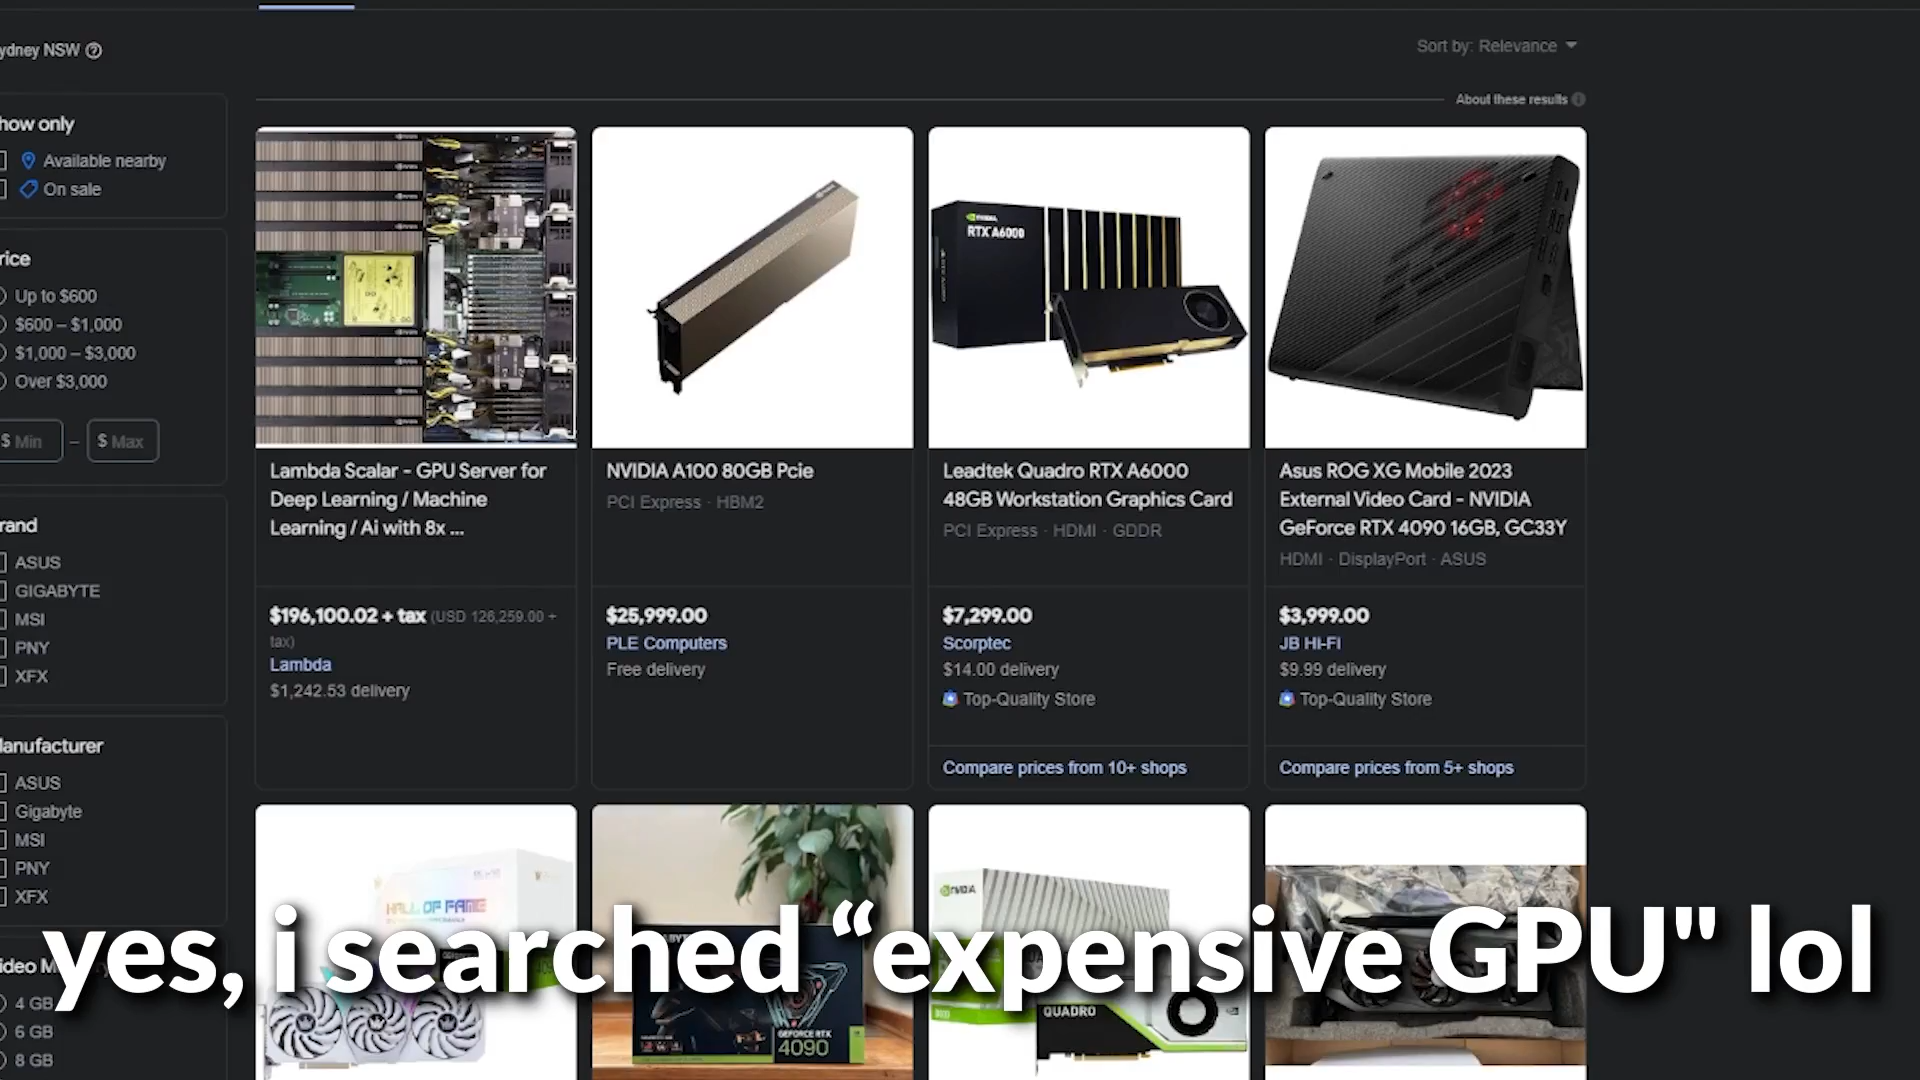 ydney NSW
Sort by: Relevance
About these results
how only
Available nearby
On sale
rice
Up to $600
$600 – $1,000
$1,000 – $3,000
Over $3,000
$ Min – $ Max
rand
ASUS
GIGABYTE
MSI
PNY
XFX
anufacturer
ASUS
Gigabyte
MSI
PNY
XFX
ideo M
4 GB
6 GB
8 GB
Lambda Scalar - GPU Server for
Deep Learning / Machine
Learning / Ai with 8x ...
$196,100.02 + tax (USD 126,259.00 +
tax)
Lambda
$1,242.53 delivery
NVIDIA A100 80GB Pcie
PCI Express · HBM2
$25,999.00
PLE Computers
Free delivery
NVIDIA
RTX A6000
Leadtek Quadro RTX A6000
48GB Workstation Graphics Card
PCI Express · HDMI · GDDR
$7,299.00
Scorptec
$14.00 delivery
Top-Quality Store
Compare prices from 10+ shops
Asus ROG XG Mobile 2023
External Video Card - NVIDIA
GeForce RTX 4090 16GB, GC33Y
HDMI · DisplayPort · ASUS
$3,999.00
JB Hi-Fi
$9.99 delivery
Top-Quality Store
Compare prices from 5+ shops
HALL OF FAME
GEFORCE RTX
4090
NVIDIA
QUADRO
yes, i searched “expensive GPU" lol